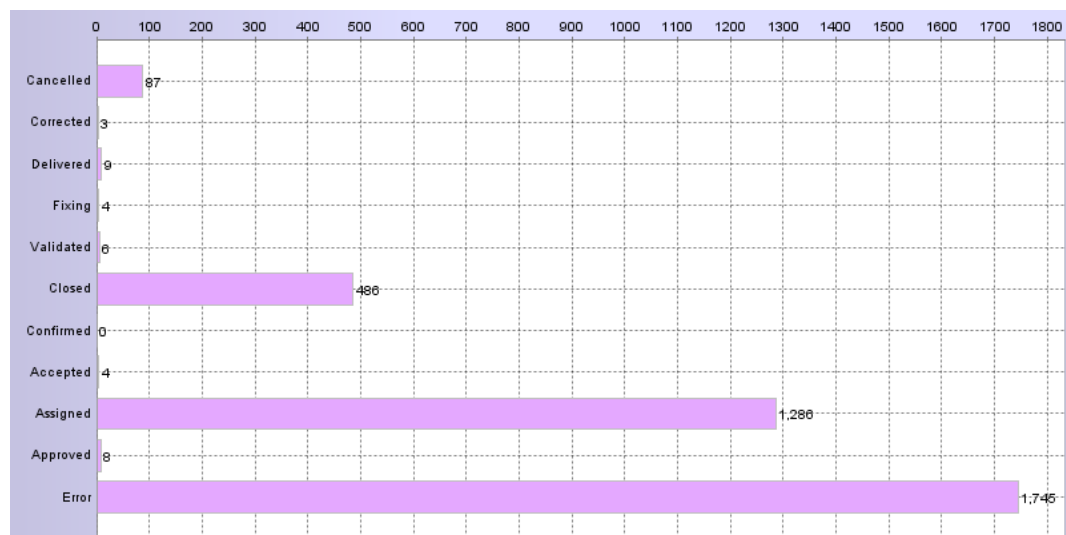 0 100 200 300 400 500 600 700 800 900 1000 1100 1200 1300 1400 1500 1600 1700 1800
Cancelled 87
Corrected 3
Delivered 9
Fixing 4
Validated 6
Closed 486
Confirmed 0
Accepted 4
Assigned 1,286
Approved 8
Error 1,745